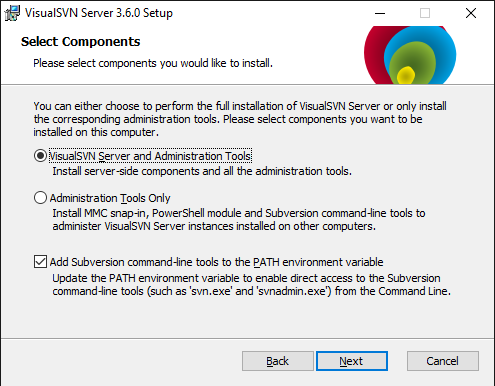 VisualSVN Server 3.6.0 Setup
Select Components
Please select components you would like to install.
You can either choose to perform the full installation of VisualSVN Server or only install
the corresponding administration tools. Please select components you want to be
installed on this computer.
VisualSVN Server and Administration Tools
Install server-side components and all the administration tools.
Administration Tools Only
Install MMC snap-in, PowerShell module and Subversion command-line tools to
administer VisualSVN Server instances installed on other computers.
Add Subversion command-line tools to the PATH environment variable
Update the PATH environment variable to enable direct access to the Subversion
command-line tools (such as 'svn.exe' and 'svnadmin.exe') from the Command Line.
Back Next Cancel